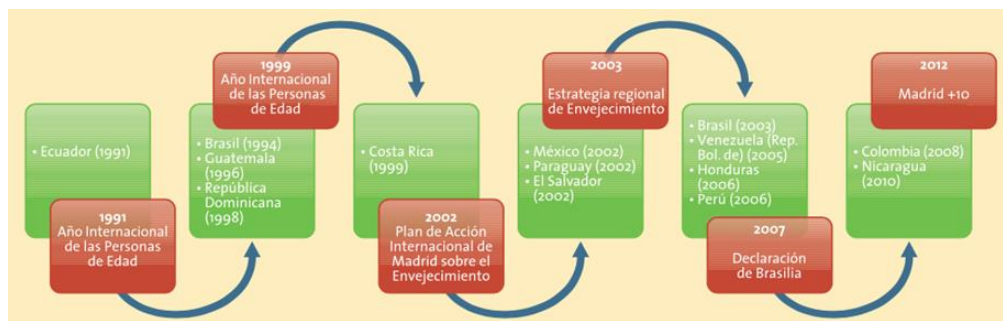 • Ecuador (1991)
1991
Año Internacional
de las Personas
de Edad
• Brasil (1994)
• Guatemala
(1996)
• República
Dominicana
(1998)
1999
Año Internacional
de las Personas
de Edad
• Costa Rica
(1999)
2002
Plan de Acción
Internacional de
Madrid sobre el
Envejecimiento
• México (2002)
• Paraguay (2002)
• El Salvador
(2002)
2003
Estrategia regional
de Envejecimiento
• Brasil (2003)
• Venezuela (Rep.
Bol. de) (2005)
• Honduras
(2006)
• Perú (2006)
2007
Declaración
de Brasilia
• Colombia (2008)
• Nicaragua
(2010)
2012
Madrid +10